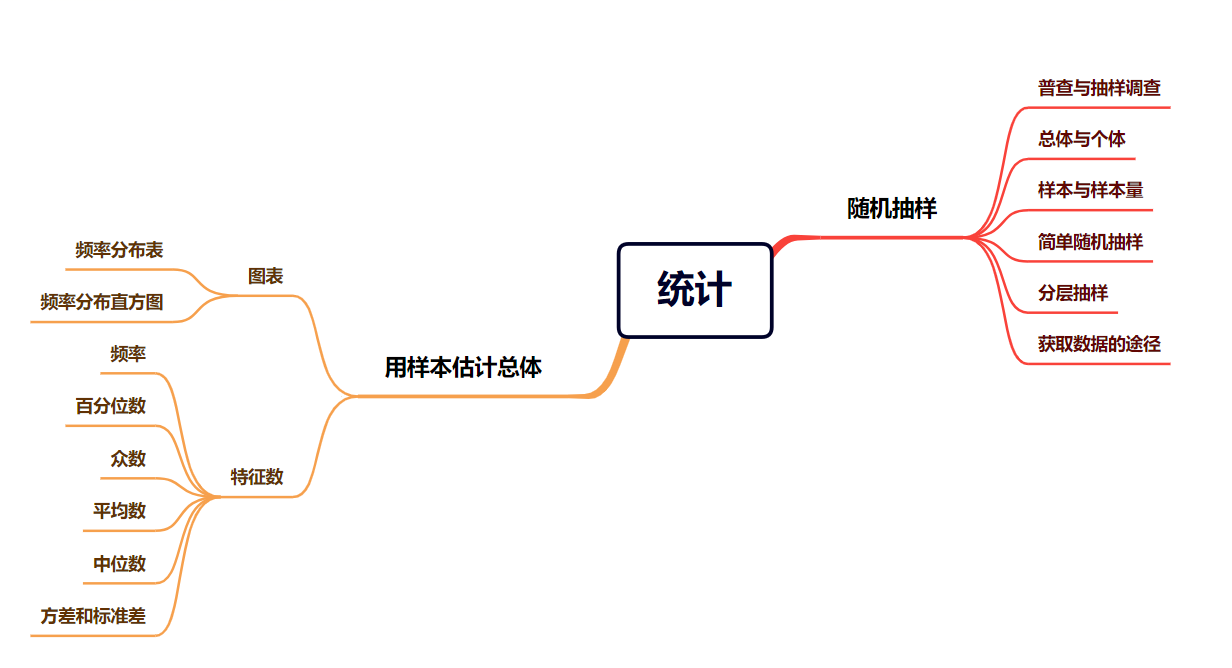 统计
随机抽样
普查与抽样调查
总体与个体
样本与样本量
简单随机抽样
分层抽样
获取数据的途径
用样本估计总体
图表
频率分布表
频率分布直方图
特征数
频率
百分位数
众数
平均数
中位数
方差和标准差